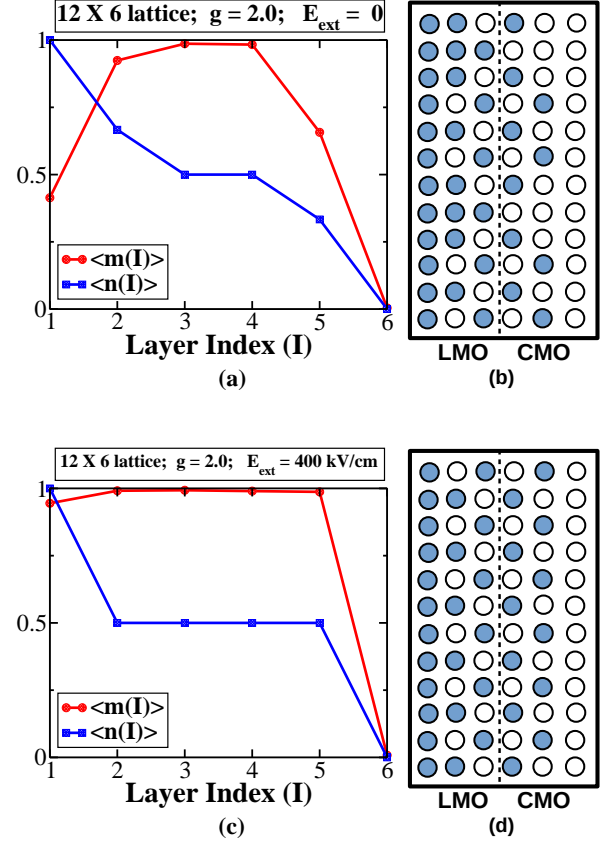 12 X 6 lattice; g = 2.0; E_ext = 0
1
0.5
0
<m(I)>
<n(I)>
1 2 3 4 5 6
Layer Index (I)
(a)
LMO CMO
(b)
12 X 6 lattice; g = 2.0; E_ext = 400 kV/cm
1
0.5
0
<m(I)>
<n(I)>
1 2 3 4 5 6
Layer Index (I)
(c)
LMO CMO
(d)